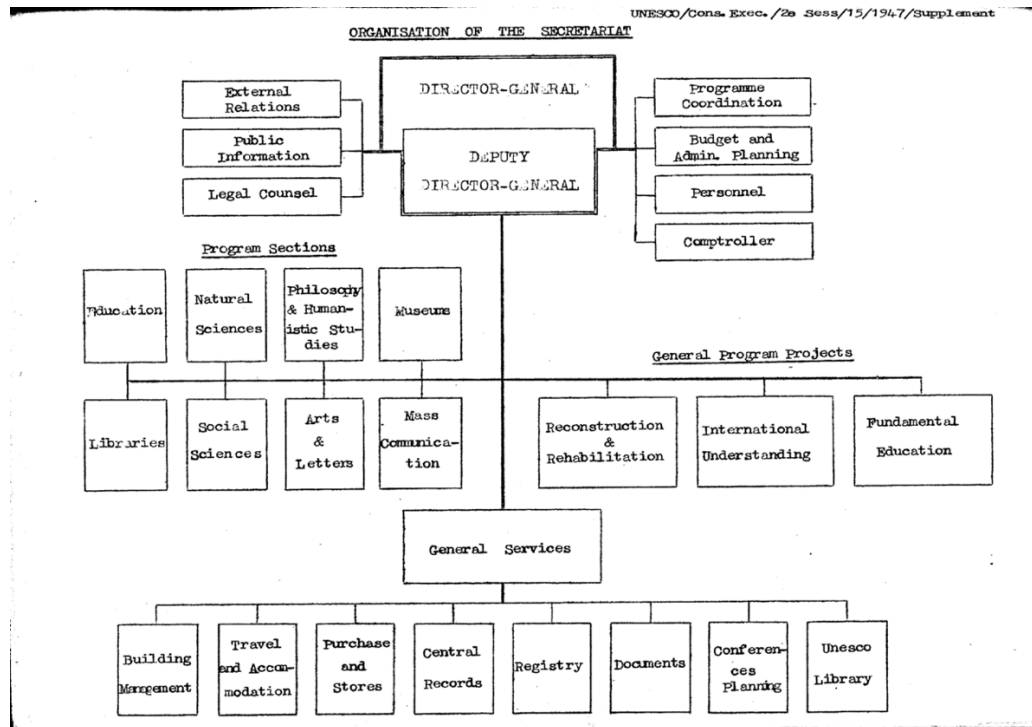 UNESCO/Cons. Exec./2e Sess/15/1947/Supplement
ORGANISATION OF THE SECRETARIAT
DIRECTOR-GENERAL
DEPUTY
DIRECTOR-GENERAL
External
Relations
Public
Information
Legal Counsel
Programme
Coordination
Budget and
Admin. Planning
Personnel
Comptroller
Program Sections
Education
Natural
Sciences
Philosophy
& Human-
istic Stu-
dies
Museums
Libraries
Social
Sciences
Arts
&
Letters
Mass
Communica-
tion
General Program Projects
Reconstruction
&
Rehabilitation
International
Understanding
Fundamental
Education
General Services
Building
Management
Travel
and Accom-
modation
Purchase
and
Stores
Central
Records
Registry
Documents
Conferen-
ces
Planning
Unesco
Library